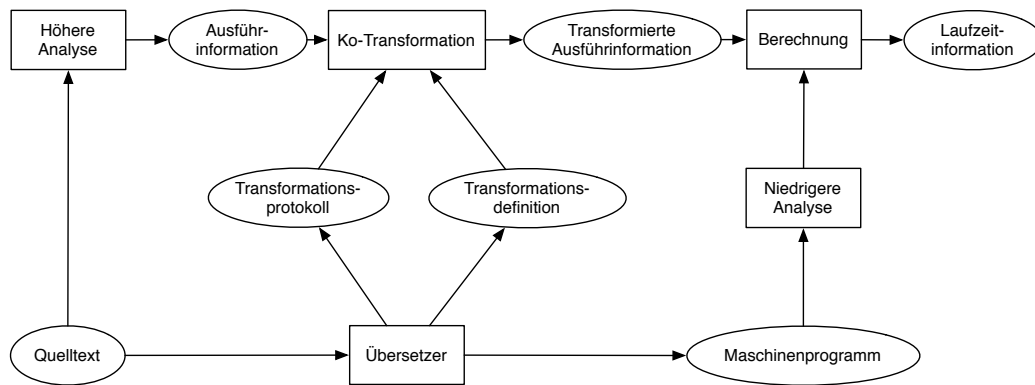 Höhere
Analyse
Ausführ-
information
Ko-Transformation
Transformierte
Ausführinformation
Berechnung
Laufzeit-
information
Transformations-
protokoll
Transformations-
definition
Niedrigere
Analyse
Quelltext
Übersetzer
Maschinenprogramm